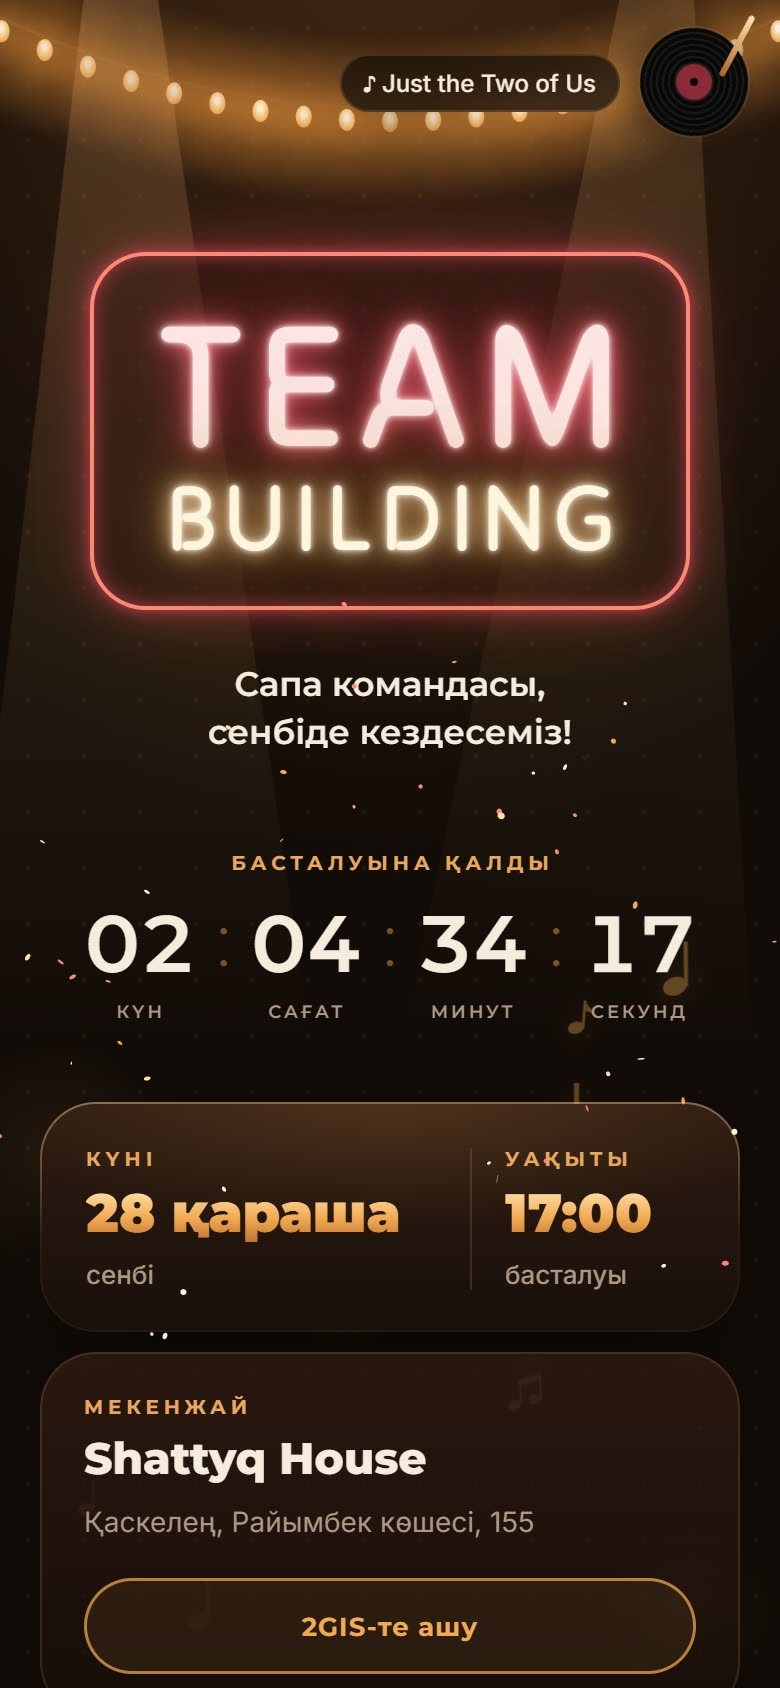 ♪ Just the Two of Us
TEAM
BUILDING
Сапа командасы,
сенбіде кездесеміз!
БАСТАЛУЫНА ҚАЛДЫ
02 : 04 : 34 : 17
КҮН САҒАТ МИНУТ СЕКУНД
КҮНІ
28 қараша
сенбі
УАҚЫТЫ
17:00
басталуы
МЕКЕНЖАЙ
Shattyq House
Қаскелең, Райымбек көшесі, 155
2GIS-те ашу